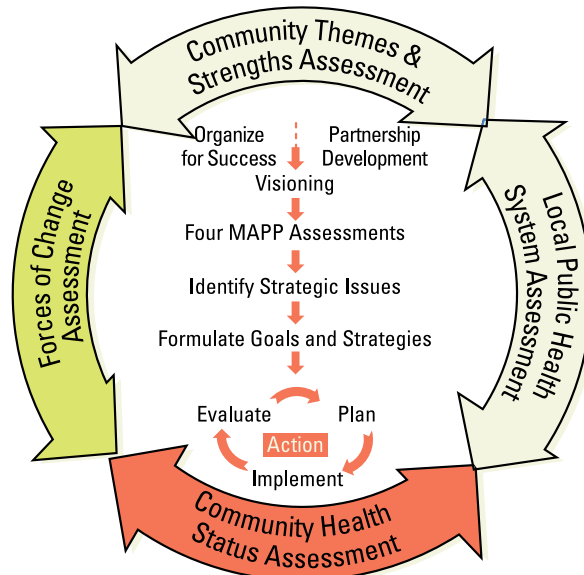 Community Themes &
Strengths Assessment
Organize
for Success
Partnership
Development
Visioning
Four MAPP Assessments
Identify Strategic Issues
Formulate Goals and Strategies
Evaluate
Plan
Action
Implement
Forces of Change
Assessment
Local Public Health
System Assessment
Community Health
Status Assessment